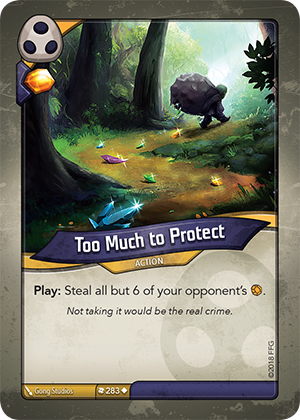 Too Much to Protect
ACTION
Play: Steal all but 6 of your opponent's .
Not taking it would be the real crime.
©2018 FFG
Gong Studios
283